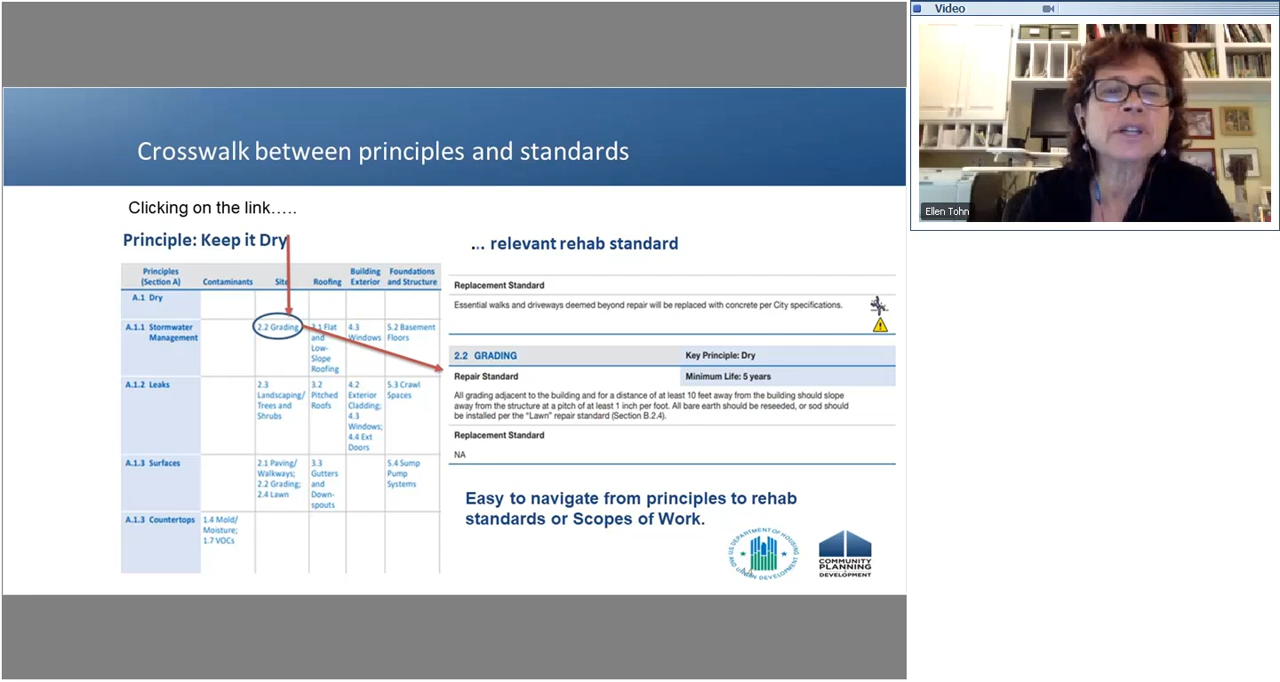 Video
Ellen Tohn
Crosswalk between principles and standards
Clicking on the link…..
Principle: Keep it Dry
... relevant rehab standard
Principles
(Section A)
Contaminants
Site
Roofing
Building
Exterior
Foundations
and Structure
A.1 Dry
A.1.1 Stormwater
Management
2.2 Grading
3.1 Flat
and
Low-
Slope
Roofing
4.3
Windows
5.2 Basement
Floors
A.1.2 Leaks
2.3
Landscaping/
Trees and
Shrubs
3.2
Pitched
Roofs
4.2
Exterior
Cladding;
4.3
Windows;
4.4 Ext
Doors
5.3 Crawl
Spaces
A.1.3 Surfaces
2.1 Paving/
Walkways;
2.2 Grading;
2.4 Lawn
3.3
Gutters
and
Down-
spouts
5.4 Sump
Pump
Systems
A.1.3 Countertops
1.4 Mold/
Moisture;
1.7 VOCs
Replacement Standard
Essential walks and driveways deemed beyond repair will be replaced with concrete per City specifications.
2.2 GRADING
Key Principle: Dry
Repair Standard
Minimum Life: 5 years
All grading adjacent to the building and for a distance of at least 10 feet away from the building should slope
away from the structure at a pitch of at least 1 inch per foot. All bare earth should be reseeded, or sod should
be installed per the “Lawn” repair standard (Section B.2.4).
Replacement Standard
NA
Easy to navigate from principles to rehab
standards or Scopes of Work.
U.S. DEPARTMENT OF HOUSING
AND URBAN DEVELOPMENT
COMMUNITY
PLANNING
DEVELOPMENT